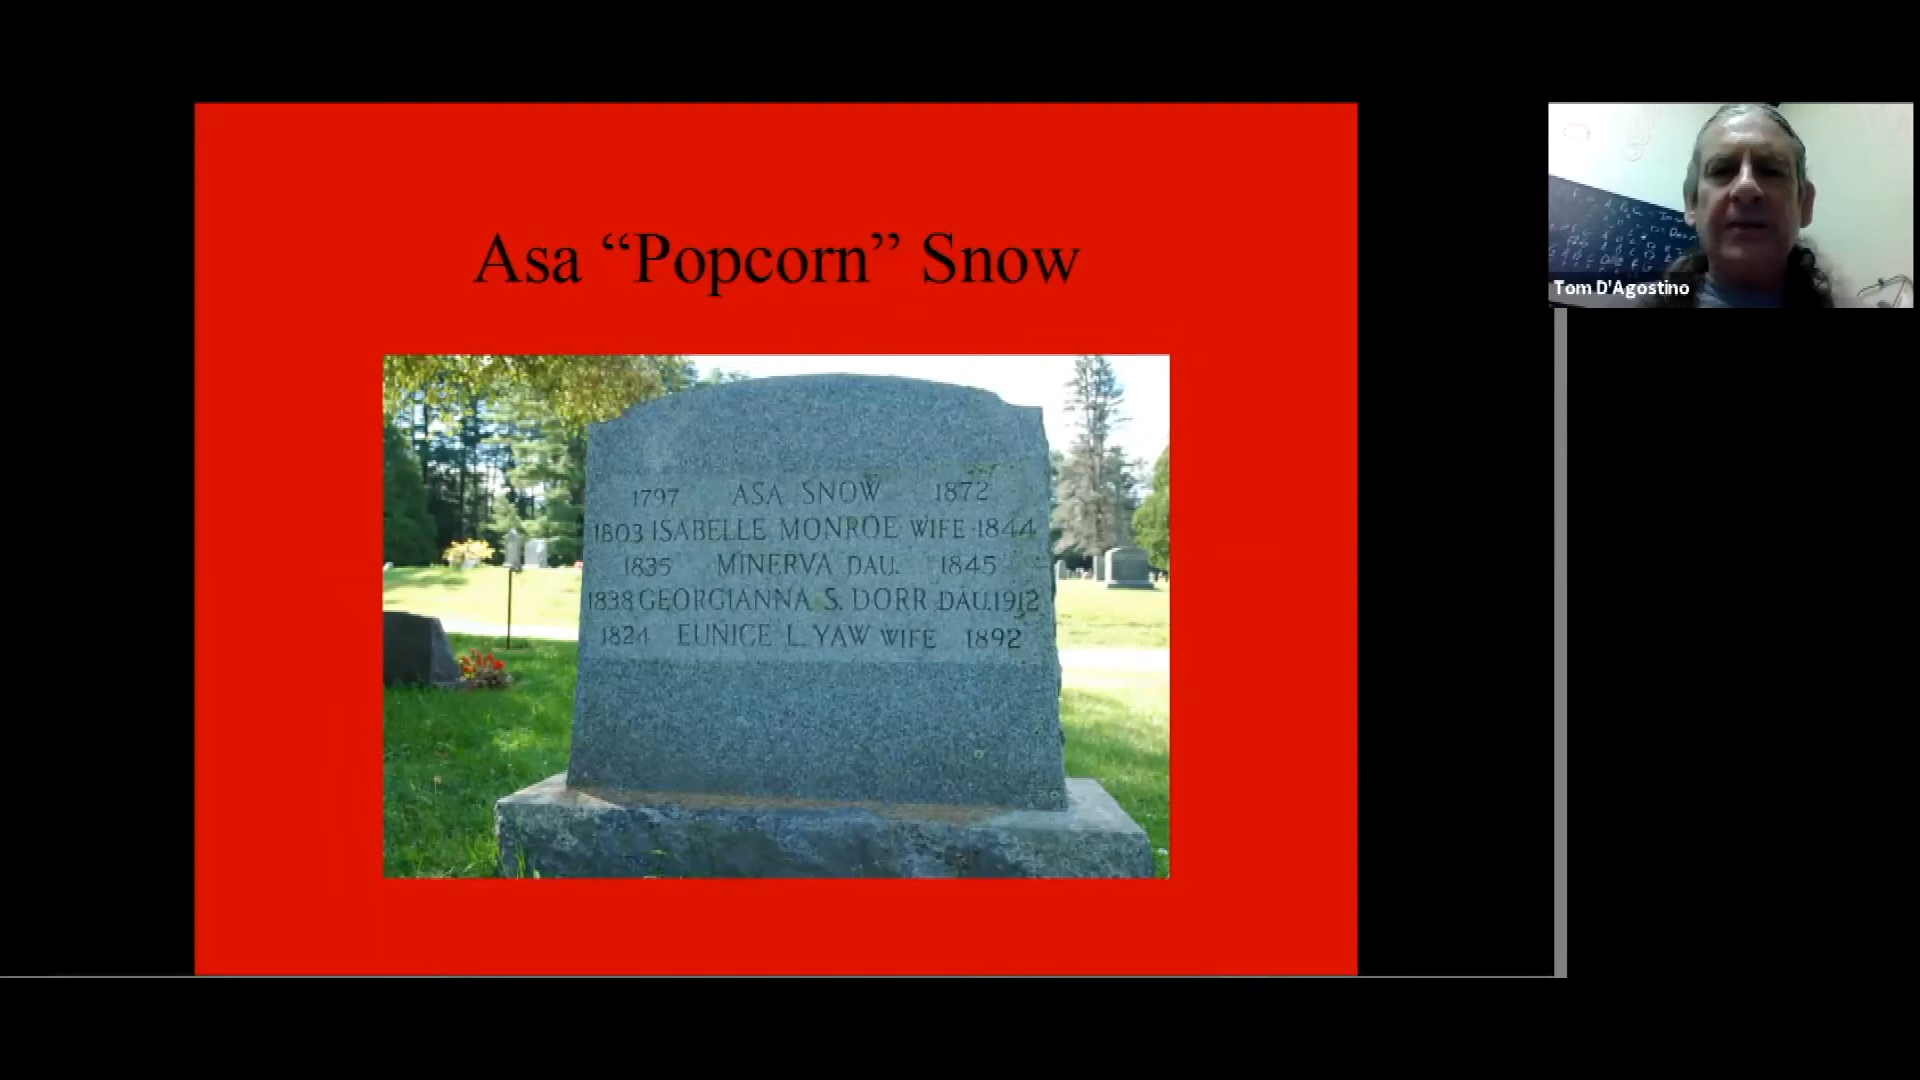 Asa “Popcorn” Snow
1797 ASA SNOW 1872
1803 ISABELLE MONROE WIFE 1844
1835 MINERVA DAU. 1845
1838 GEORGIANNA S. DORR DAU. 1912
1824 EUNICE L. YAW WIFE 1892
Tom D'Agostino